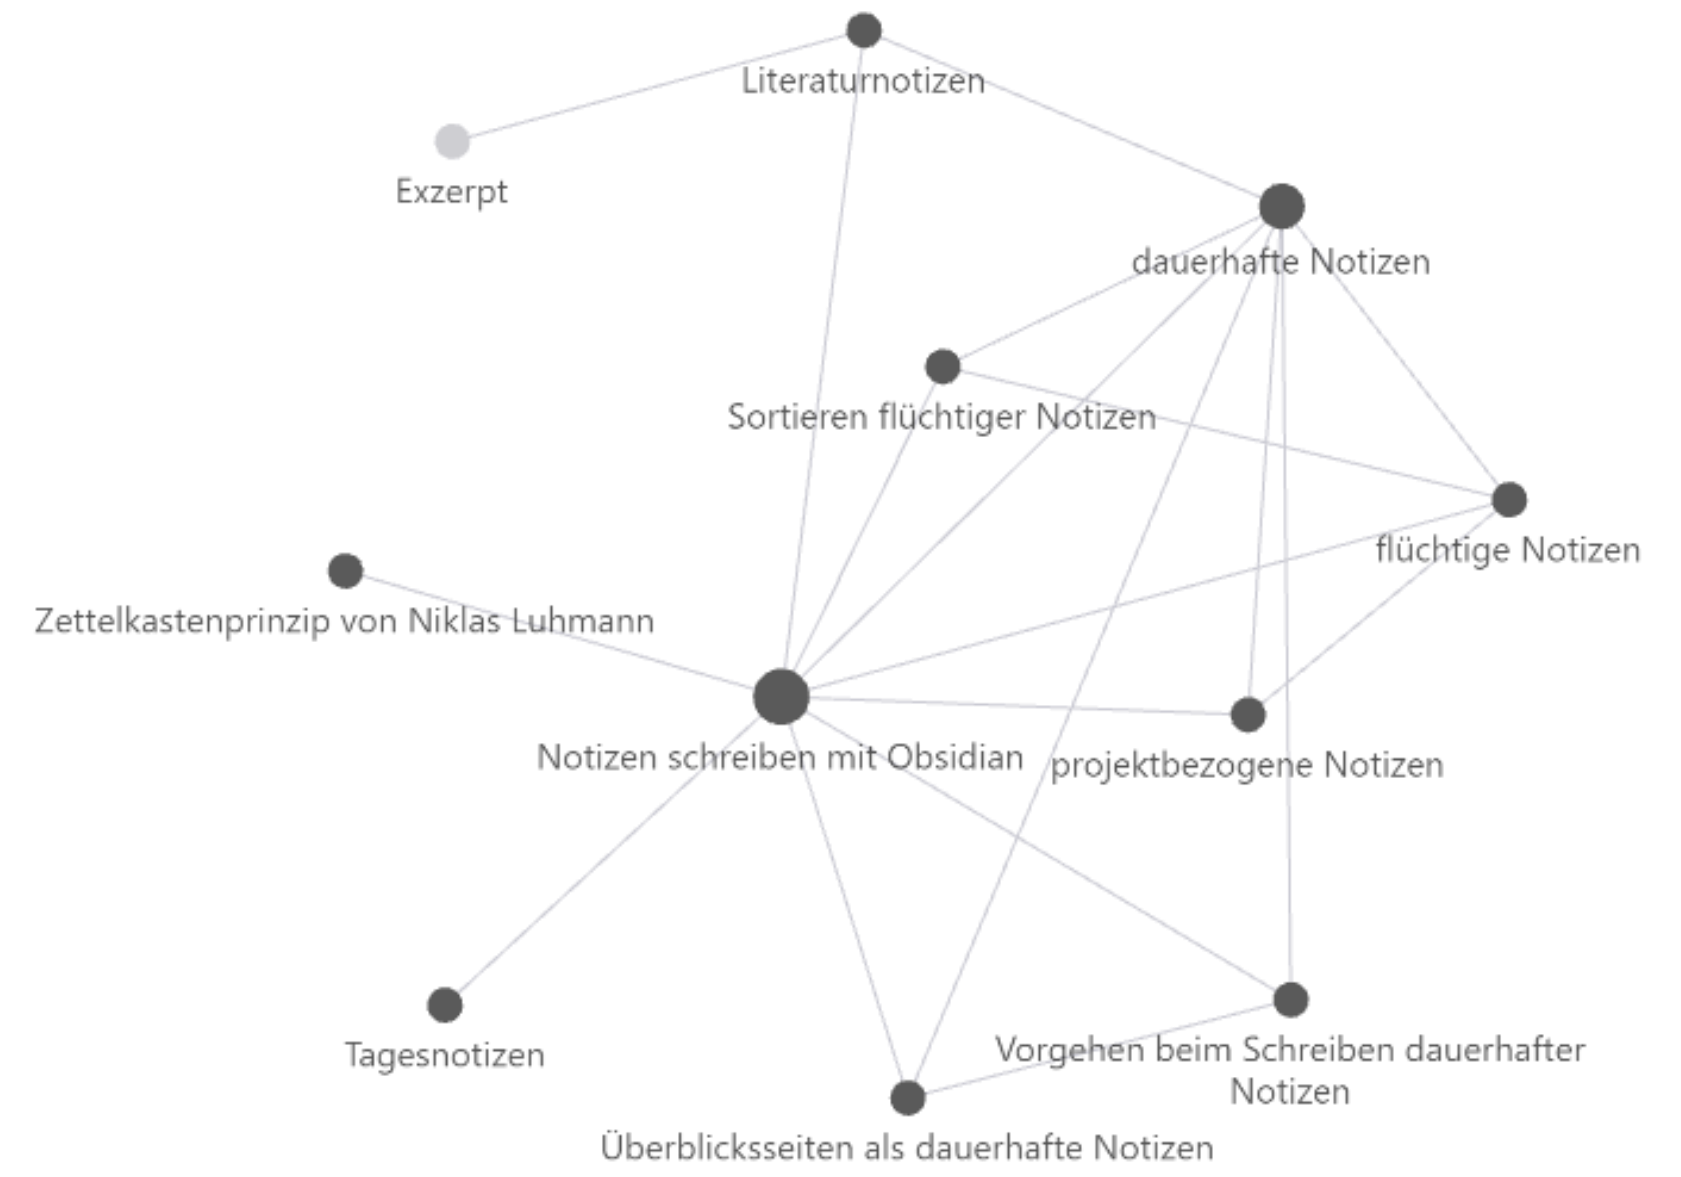 Literaturnotizen
Exzerpt
dauerhafte Notizen
Sortieren flüchtiger Notizen
flüchtige Notizen
Zettelkastenprinzip von Niklas Luhmann
Notizen schreiben mit Obsidian
projektbezogene Notizen
Tagesnotizen
Vorgehen beim Schreiben dauerhafter
Notizen
Überblicksseiten als dauerhafte Notizen